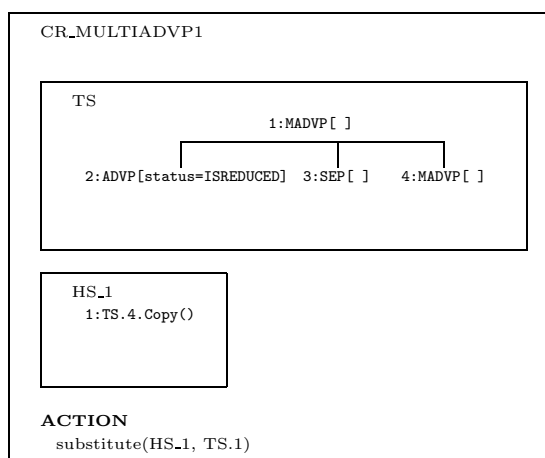 CR_MULTIADVP1
TS
1:MADVP[ ]
2:ADVP[status=ISREDUCED] 3:SEP[ ] 4:MADVP[ ]
HS_1
1:TS.4.Copy()
ACTION
substitute(HS_1, TS.1)